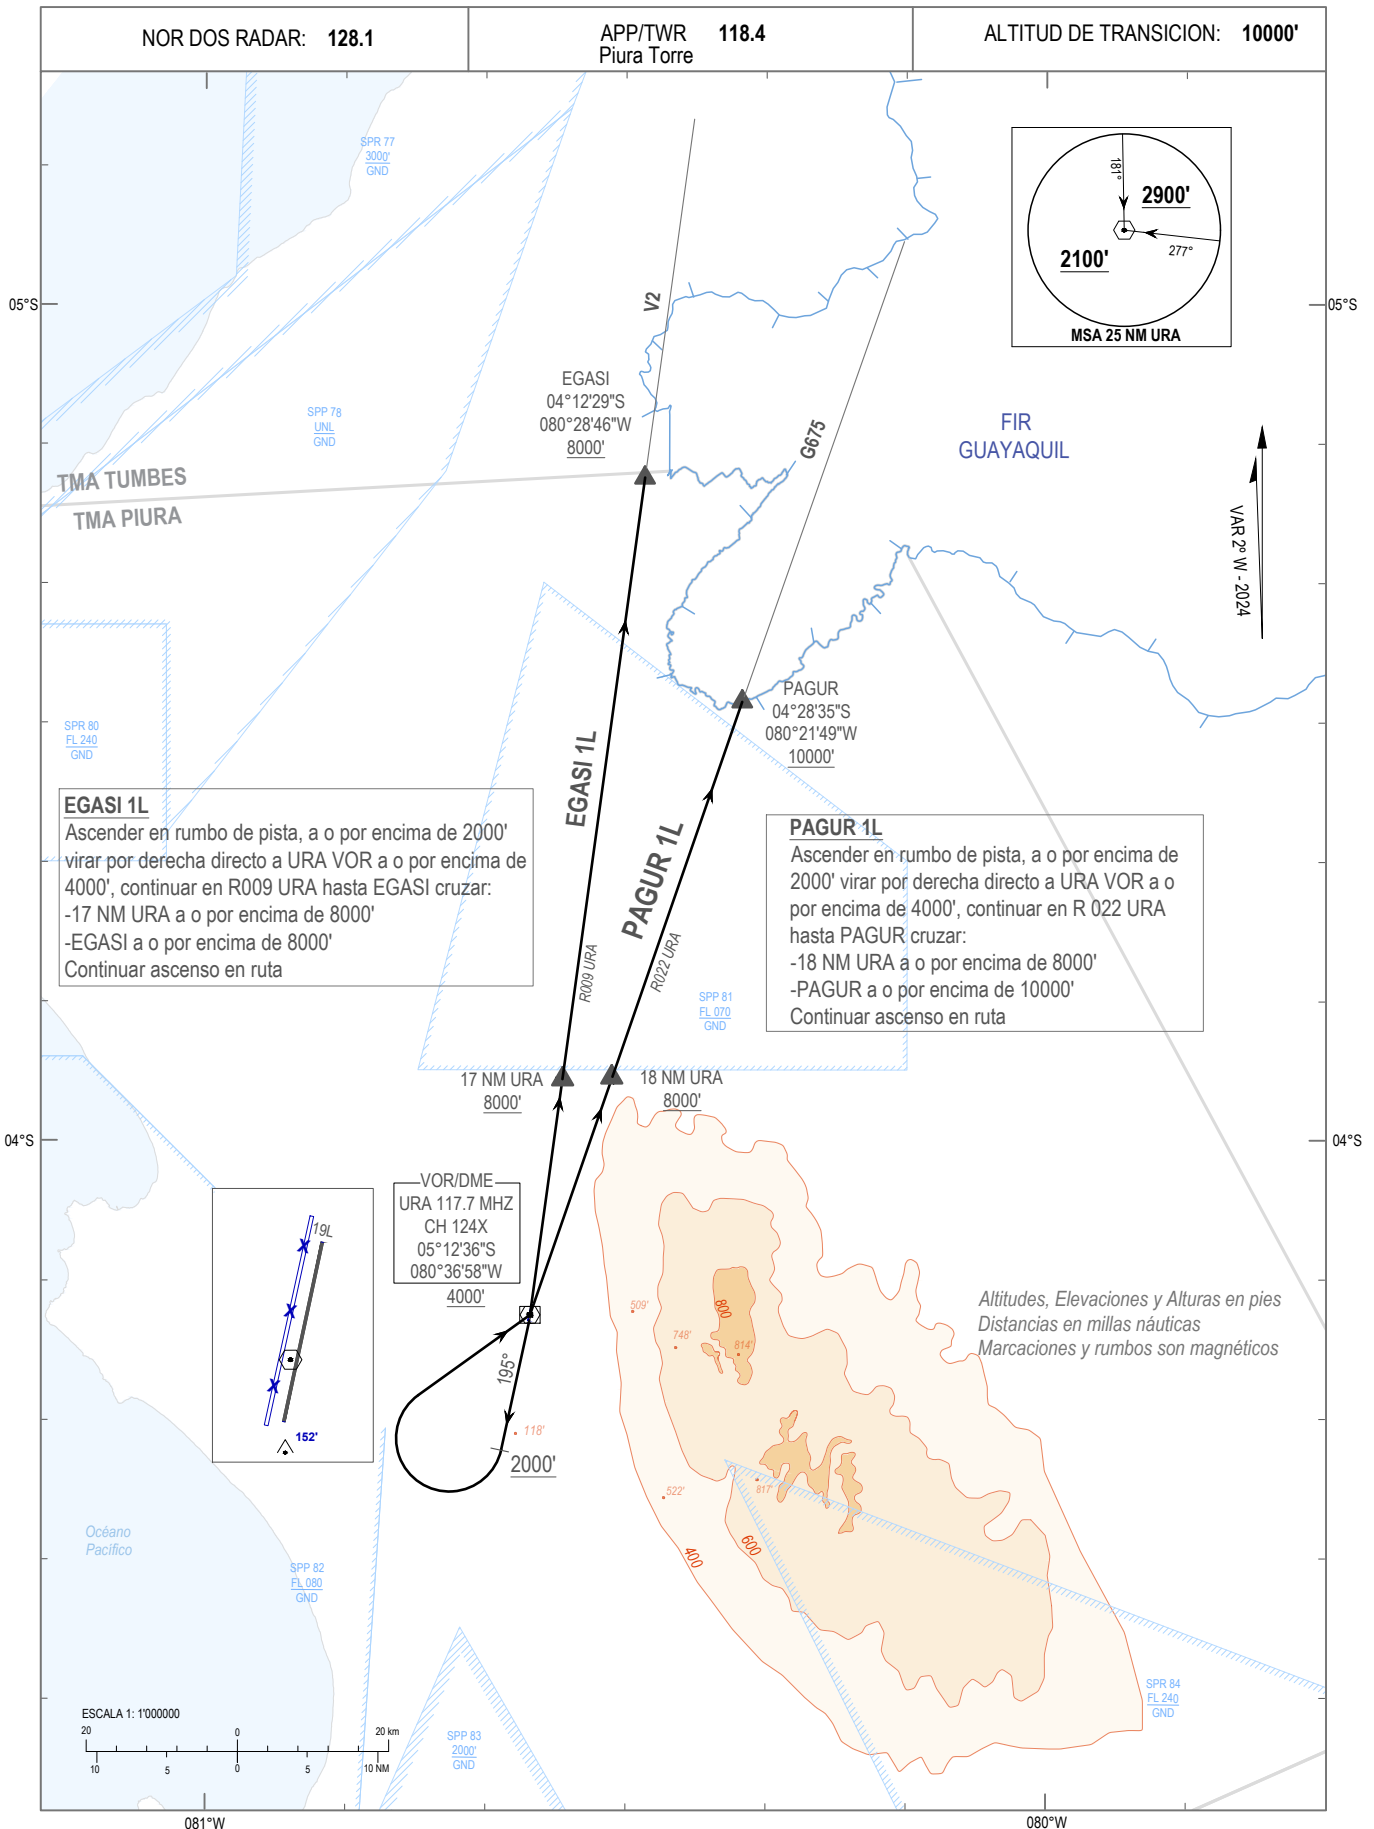 NOR DOS RADAR: 128.1
APP/TWR 118.4
Piura Torre
ALTITUD DE TRANSICION: 10000'
SPR 77
3000'
GND
181°
2900'
277°
2100'
MSA 25 NM URA
05°S
05°S
V2
EGASI
04°12'29"S
080°28'46"W
8000'
SPP 78
UNL
GND
G675
FIR
GUAYAQUIL
TMA TUMBES
TMA PIURA
VAR 2° W - 2024
PAGUR
04°28'35"S
080°21'49"W
10000'
SPR 80
FL 240
GND
EGASI 1L
PAGUR 1L
EGASI 1L
Ascender en rumbo de pista, a o por encima de 2000'
virar por derecha directo a URA VOR a o por encima de
4000', continuar en R009 URA hasta EGASI cruzar:
-17 NM URA a o por encima de 8000'
-EGASI a o por encima de 8000'
Continuar ascenso en ruta
PAGUR 1L
Ascender en rumbo de pista, a o por encima de
2000' virar por derecha directo a URA VOR a o
por encima de 4000', continuar en R 022 URA
hasta PAGUR cruzar:
-18 NM URA a o por encima de 8000'
-PAGUR a o por encima de 10000'
Continuar ascenso en ruta
R009 URA
R022 URA
SPP 81
FL 070
GND
17 NM URA
8000'
18 NM URA
8000'
04°S
04°S
VOR/DME
URA 117.7 MHZ
CH 124X
05°12'36"S
080°36'58"W
4000'
19L
152'
195°
118'
2000'
509'
748'
800
814'
817'
522'
600
400
Altitudes, Elevaciones y Alturas en pies
Distancias en millas náuticas
Marcaciones y rumbos son magnéticos
Océano
Pacífico
SPP 82
FL 080
GND
SPR 84
FL 240
GND
SPP 83
2000'
GND
ESCALA 1: 1'000000
20 0 20 km
10 5 0 5 10 NM
081°W
080°W